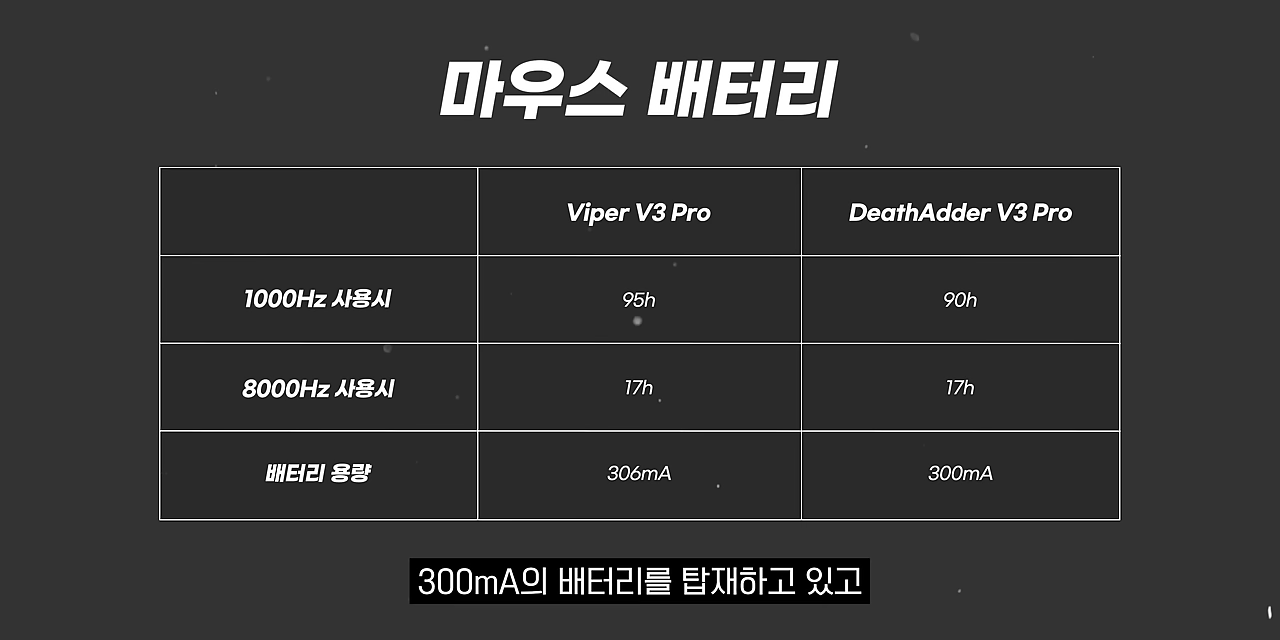 마우스 배터리
Viper V3 Pro DeathAdder V3 Pro
1000Hz 사용시 95h 90h
8000Hz 사용시 17h 17h
배터리 용량 306mA 300mA
300mA의 배터리를 탑재하고 있고